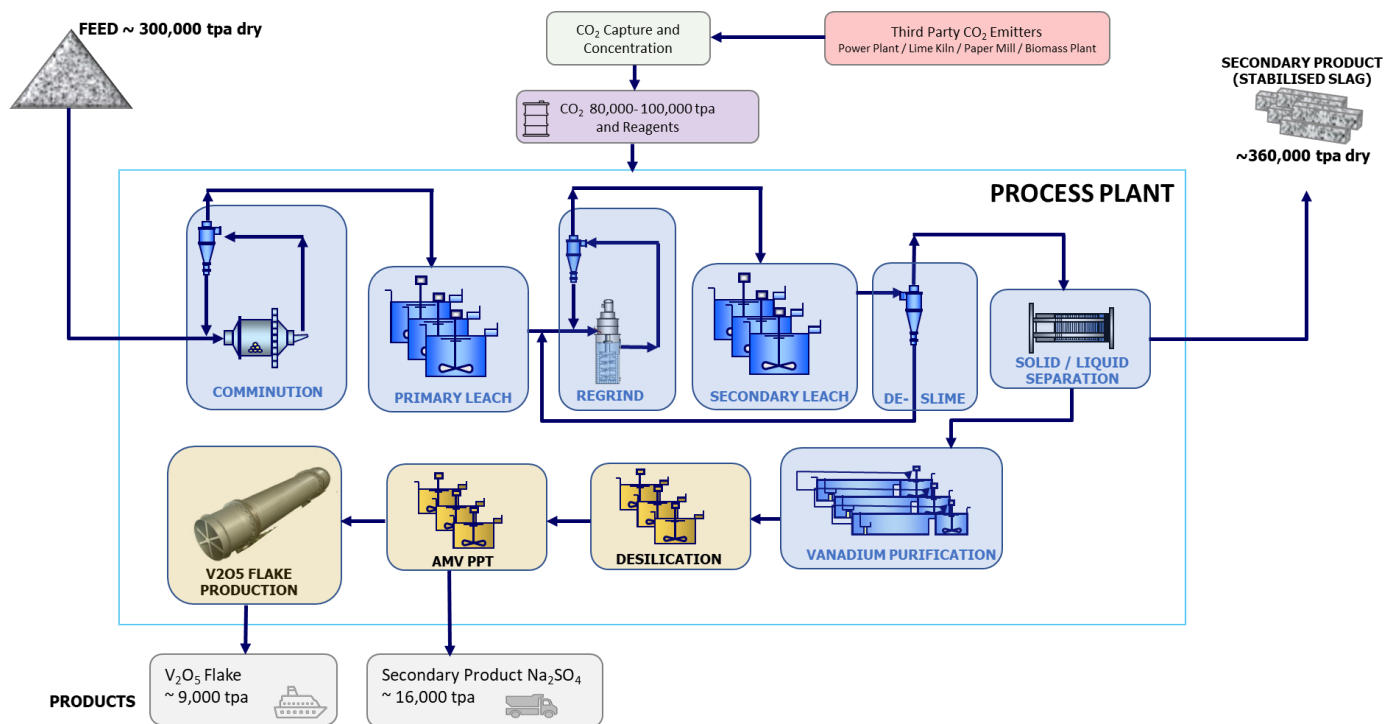 FEED ~ 300,000 tpa dry
CO₂ Capture and
Concentration
Third Party CO₂ Emitters
Power Plant / Lime Kiln / Paper Mill / Biomass Plant
SECONDARY PRODUCT
(STABILISED SLAG)
~360,000 tpa dry
CO₂ 80,000-100,000 tpa
and Reagents
PROCESS PLANT
COMMINUTION
PRIMARY LEACH
REGRIND
SECONDARY LEACH
DE- SLIME
SOLID / LIQUID
SEPARATION
V2O5 FLAKE
PRODUCTION
AMV PPT
DESILICATION
VANADIUM PURIFICATION
PRODUCTS
V₂O₅ Flake
~ 9,000 tpa
Secondary Product Na₂SO₄
~ 16,000 tpa